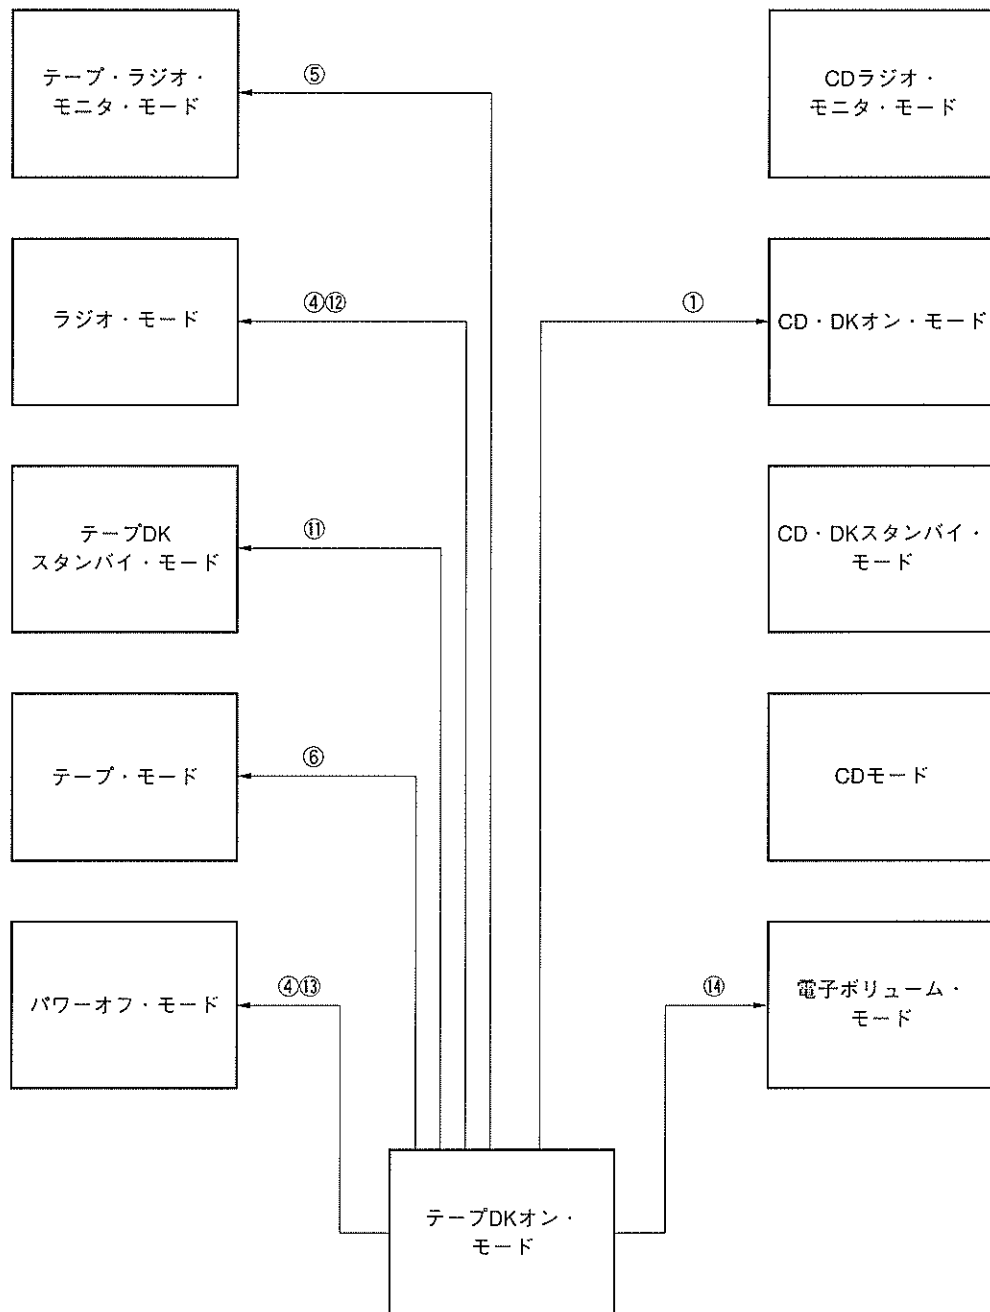 テープ・ラジオ・
モニタ・モード
⑤
CDラジオ・
モニタ・モード
ラジオ・モード
④⑫
①
CD・DKオン・モード
テープDK
スタンバイ・モード
⑪
CD・DKスタンバイ・
モード
テープ・モード
⑥
CDモード
パワーオフ・モード
④⑬
⑭
電子ボリューム・
モード
テープDKオン・
モード